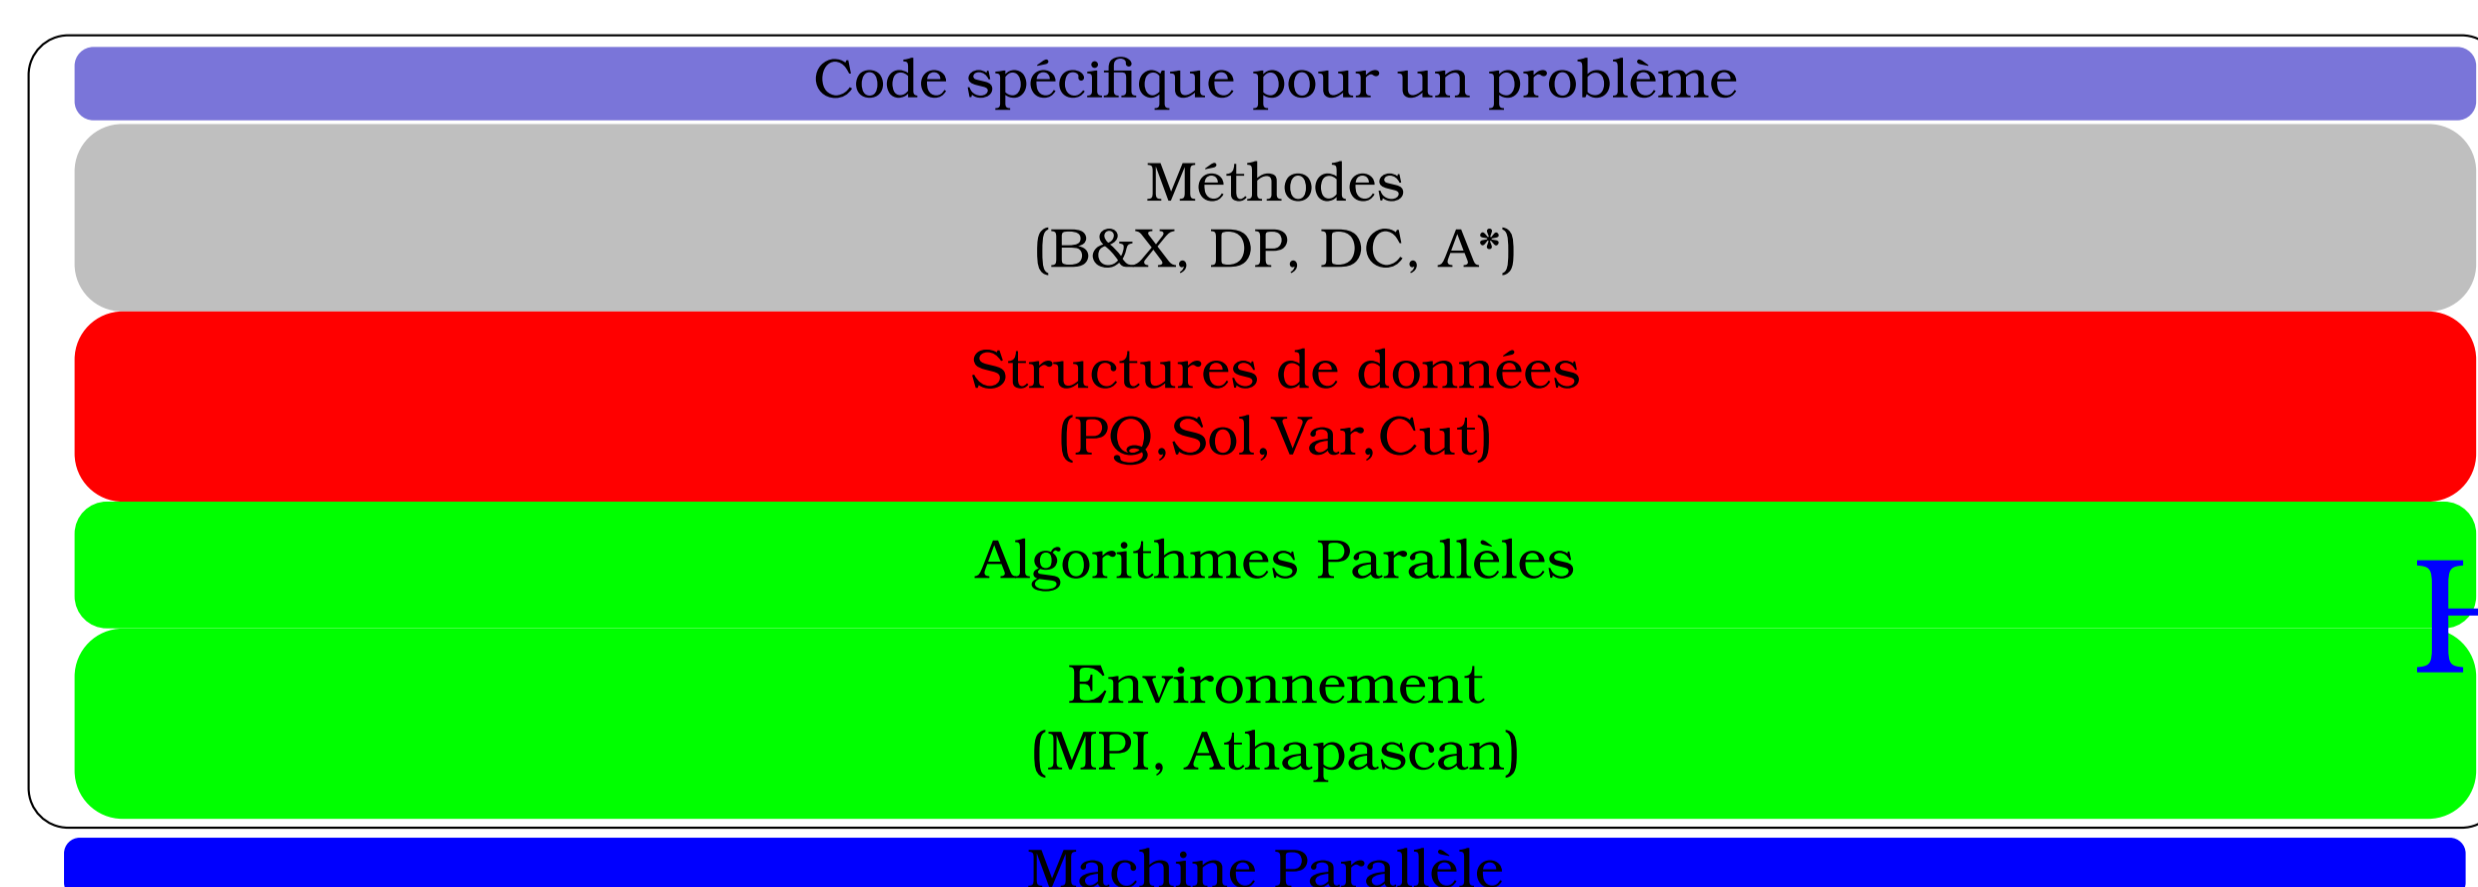 Code spécifique pour un problème
Méthodes
(B&X, DP, DC, A*)
Structures de données
(PQ,Sol,Var,Cut)
Algorithmes Parallèles
Environnement
(MPI, Athapascan)
Machine Parallèle